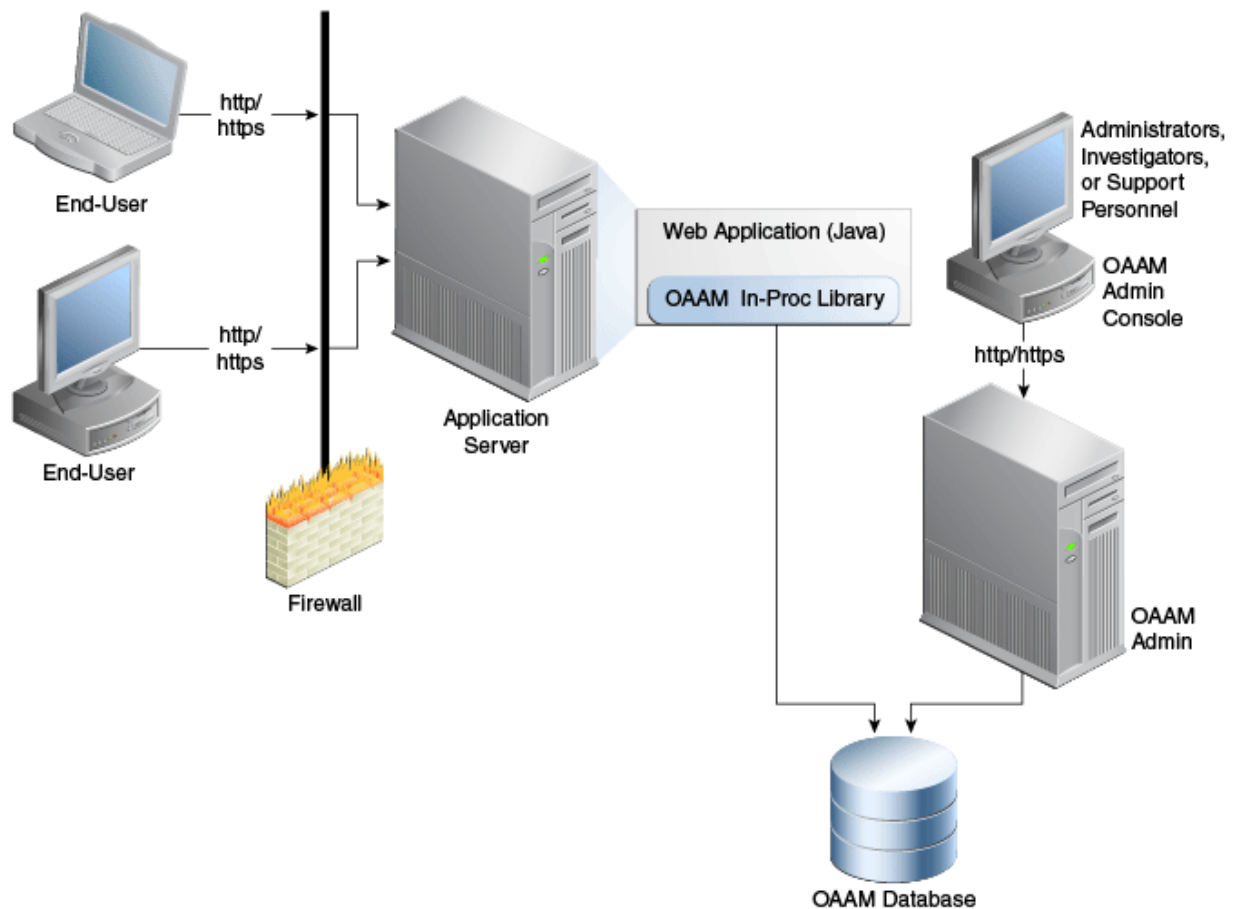 http/
https
End-User
http/
https
End-User
Firewall
Application
Server
Web Application (Java)
OAAM In-Proc Library
Administrators,
Investigators,
or Support
Personnel
OAAM
Admin
Console
http/https
OAAM
Admin
OAAM Database